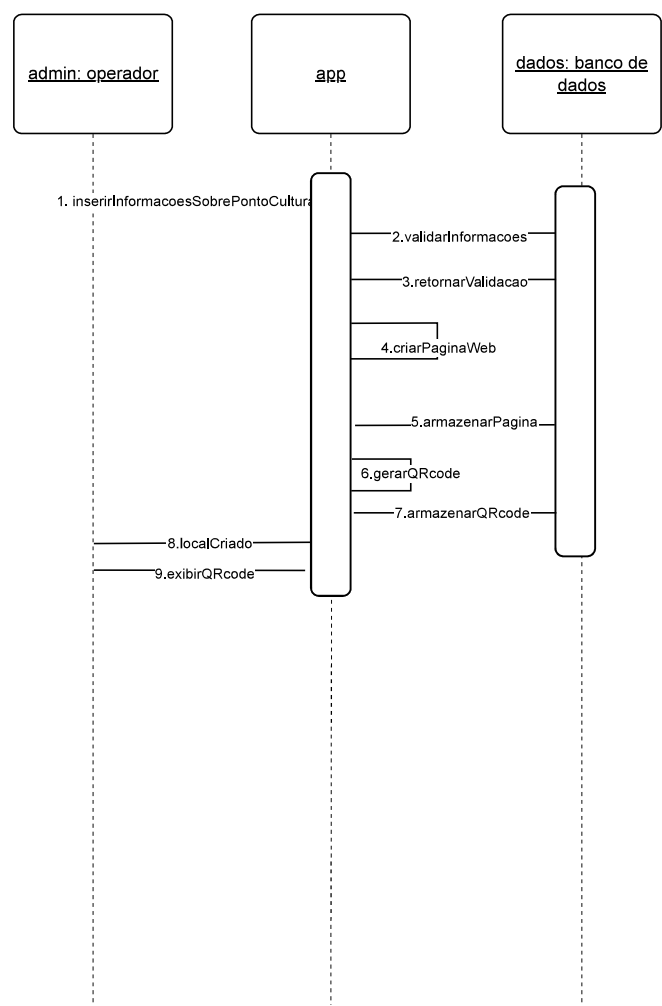 admin: operador
app
dados: banco de
dados
1. inserirInformacoesSobrePontoCultura
2.validarInformacoes
3.retornarValidacao
4.criarPaginaWeb
5.armazenarPagina
6.gerarQRcode
7.armazenarQRcode
8.localCriado
9.exibirQRcode